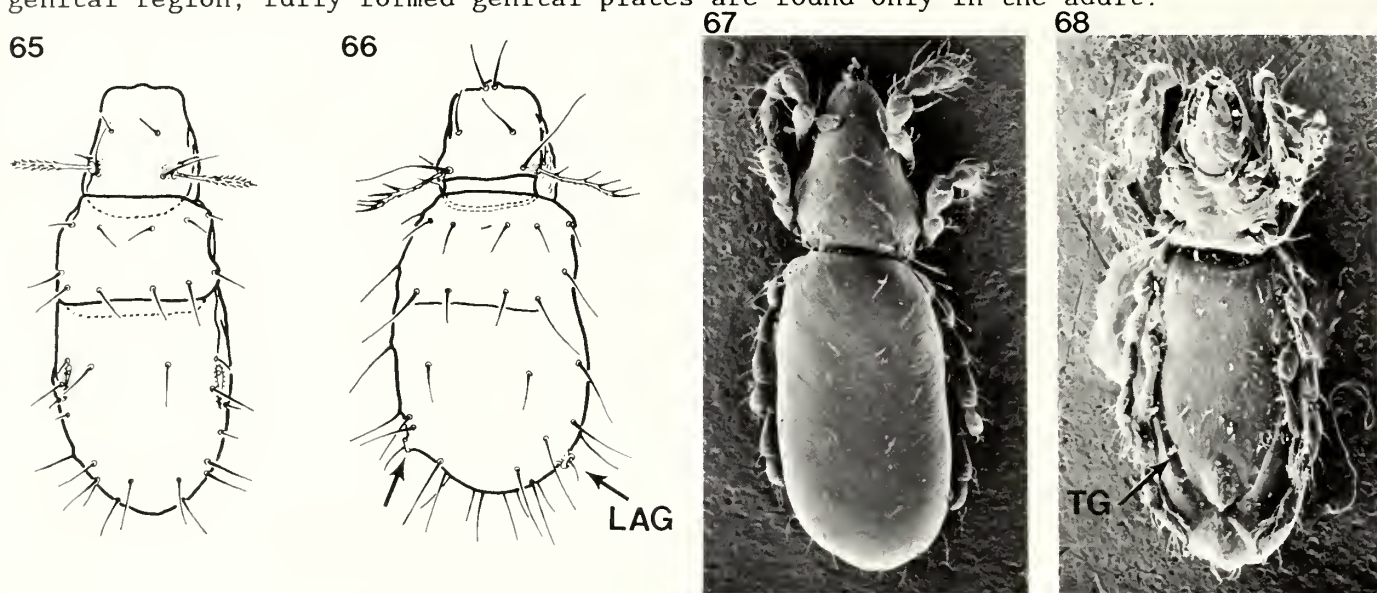 genital region; fully formed genital plates are found only in the adult.
65
66
67
68
LAG
TG